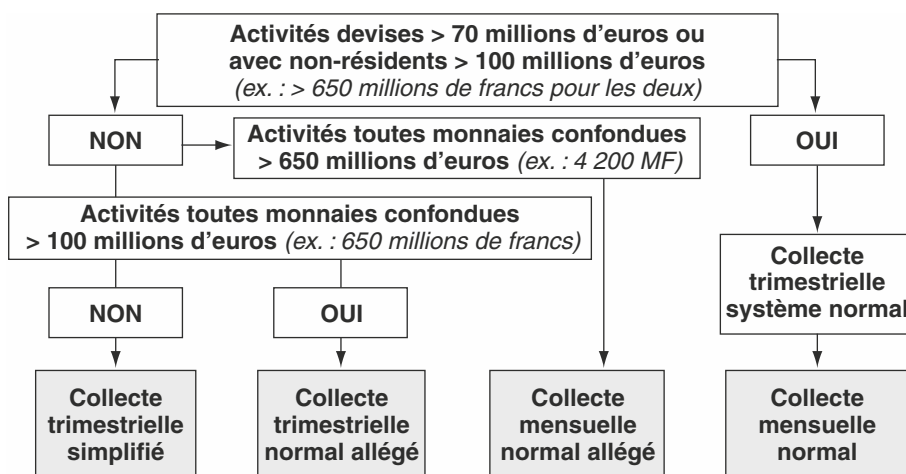 Activités devises > 70 millions d'euros ou
avec non-résidents > 100 millions d'euros
(ex. : > 650 millions de francs pour les deux)
NON
Activités toutes monnaies confondues
> 650 millions d'euros (ex. : 4 200 MF)
OUI
Activités toutes monnaies confondues
> 100 millions d'euros (ex. : 650 millions de francs)
Collecte
trimestrielle
système normal
NON
OUI
Collecte
trimestrielle
simplifié
Collecte
trimestrielle
normal allégé
Collecte
mensuelle
normal allégé
Collecte
mensuelle
normal